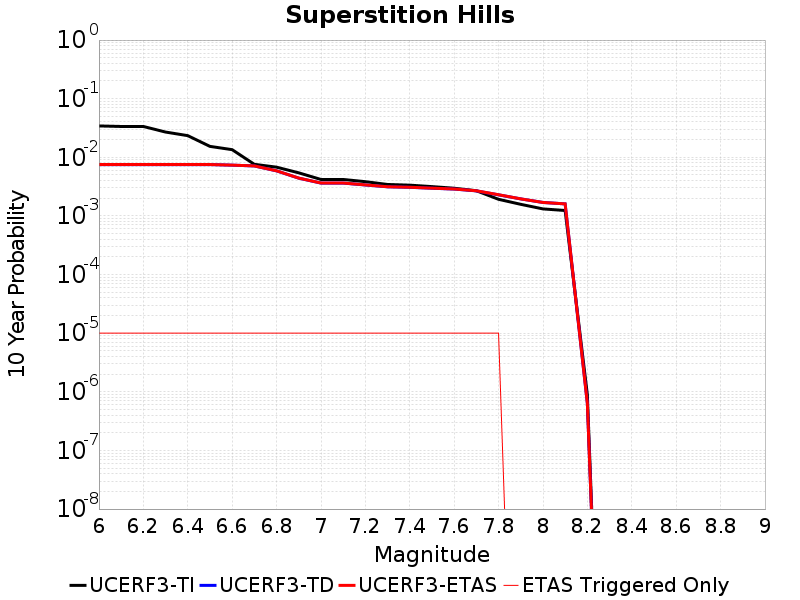 Superstition Hills
10 Year Probability
10^0
10^-1
10^-2
10^-3
10^-4
10^-5
10^-6
10^-7
10^-8
6 6.2 6.4 6.6 6.8 7 7.2 7.4 7.6 7.8 8 8.2 8.4 8.6 8.8 9
Magnitude
UCERF3-TI UCERF3-TD UCERF3-ETAS ETAS Triggered Only